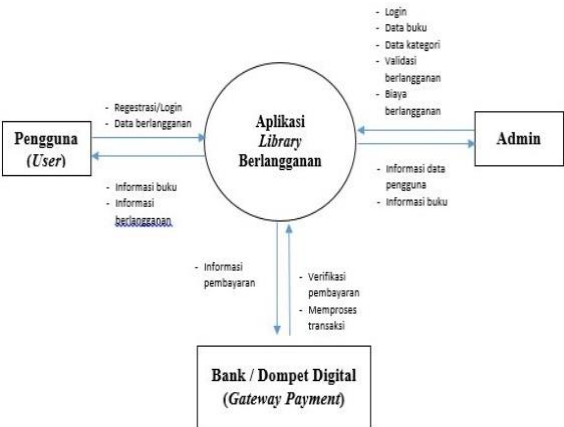 - Login
- Data buku
- Data kategori
- Validasi
berlangganan
- Biaya
berlangganan
- Regestrasi/Login
- Data berlangganan
Pengguna
(User)
Aplikasi
Library
Berlangganan
Admin
- Informasi buku
- Informasi
berlangganan
- Informasi data
pengguna
- Informasi buku
- Informasi
pembayaran
- Verifikasi
pembayaran
- Memproses
transaksi
Bank / Dompet Digital
(Gateway Payment)